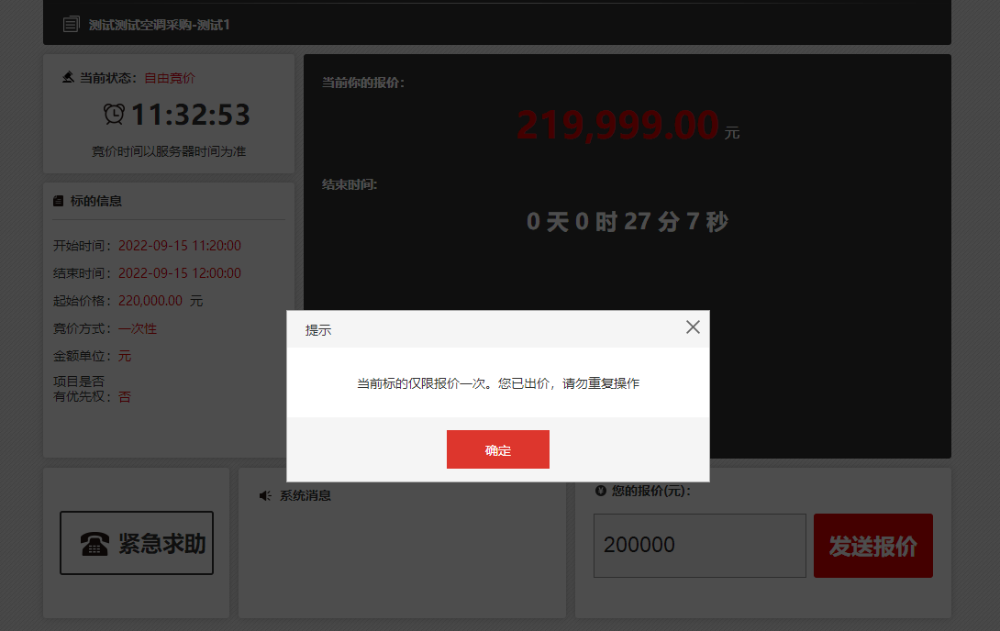 测试测试空调采购-测试1
当前状态：自由竞价
11:32:53
竞价时间以服务器时间为准
标的信息
开始时间：2022-09-15 11:20:00
结束时间：2022-09-15 12:00:00
起始价格：220,000.00 元
竞价方式：一次性
金额单位：元
项目是否
有优先权：否
当前你的报价：
219,999.00 元
结束时间:
0 天 0 时 27 分 7 秒
提示
当前标的仅限报价一次。您已出价，请勿重复操作
确定
紧急求助
系统消息
您的报价(元)：
200000
发送报价